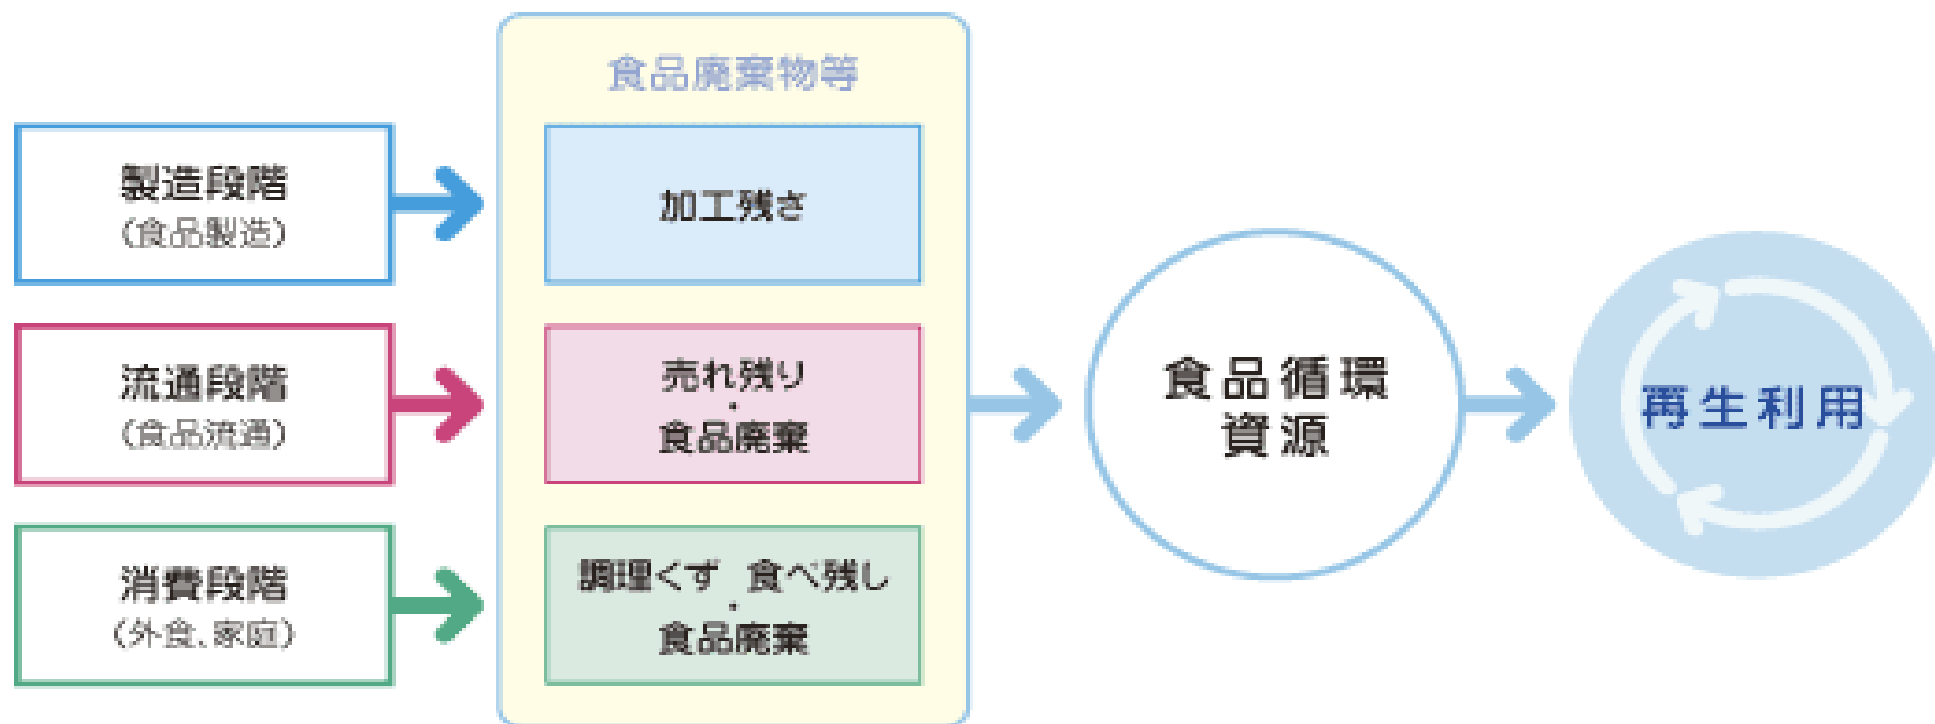 食品廃棄物等
製造段階
(食品製造)
加工残さ
流通段階
(食品流通)
売れ残り
・
食品廃棄
消費段階
(外食、家庭)
調理くず 食べ残し
・
食品廃棄
食品循環
資源
再生利用